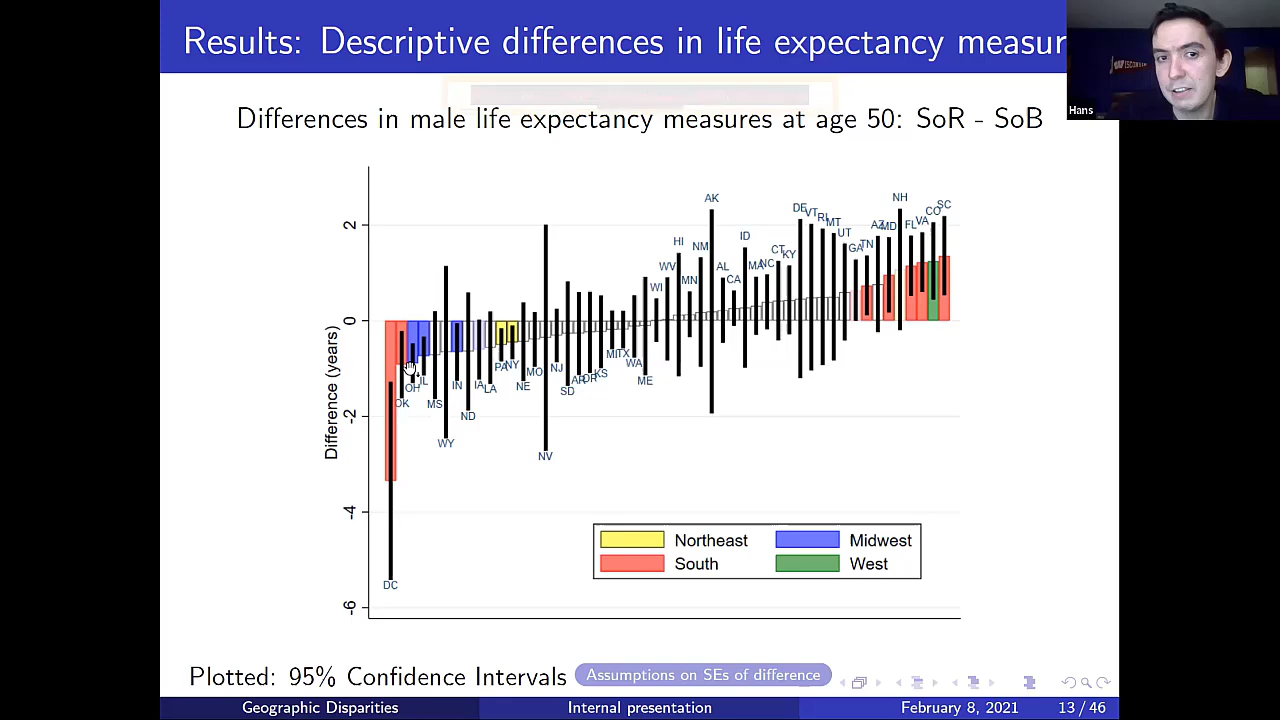 Results: Descriptive differences in life expectancy measur
Hans
Differences in male life expectancy measures at age 50: SoR - SoB
Difference (years)
2
0
-2
-4
-6
DC
OK
OH
IL
MS
WY
IN
ND
IA
LA
PA
NY
NE
MO
NV
NJ
SD
AR
OR
KS
MI
TX
WA
ME
WI
WV
HI
MN
NM
AK
AL
CA
ID
MA
NC
CT
KY
DE
VT
RI
MT
UT
GA
TN
AZ
MD
NH
FL
VA
CO
SC
Northeast Midwest
South West
Plotted: 95% Confidence Intervals Assumptions on SEs of difference
Geographic Disparities Internal presentation February 8, 2021 13 / 46